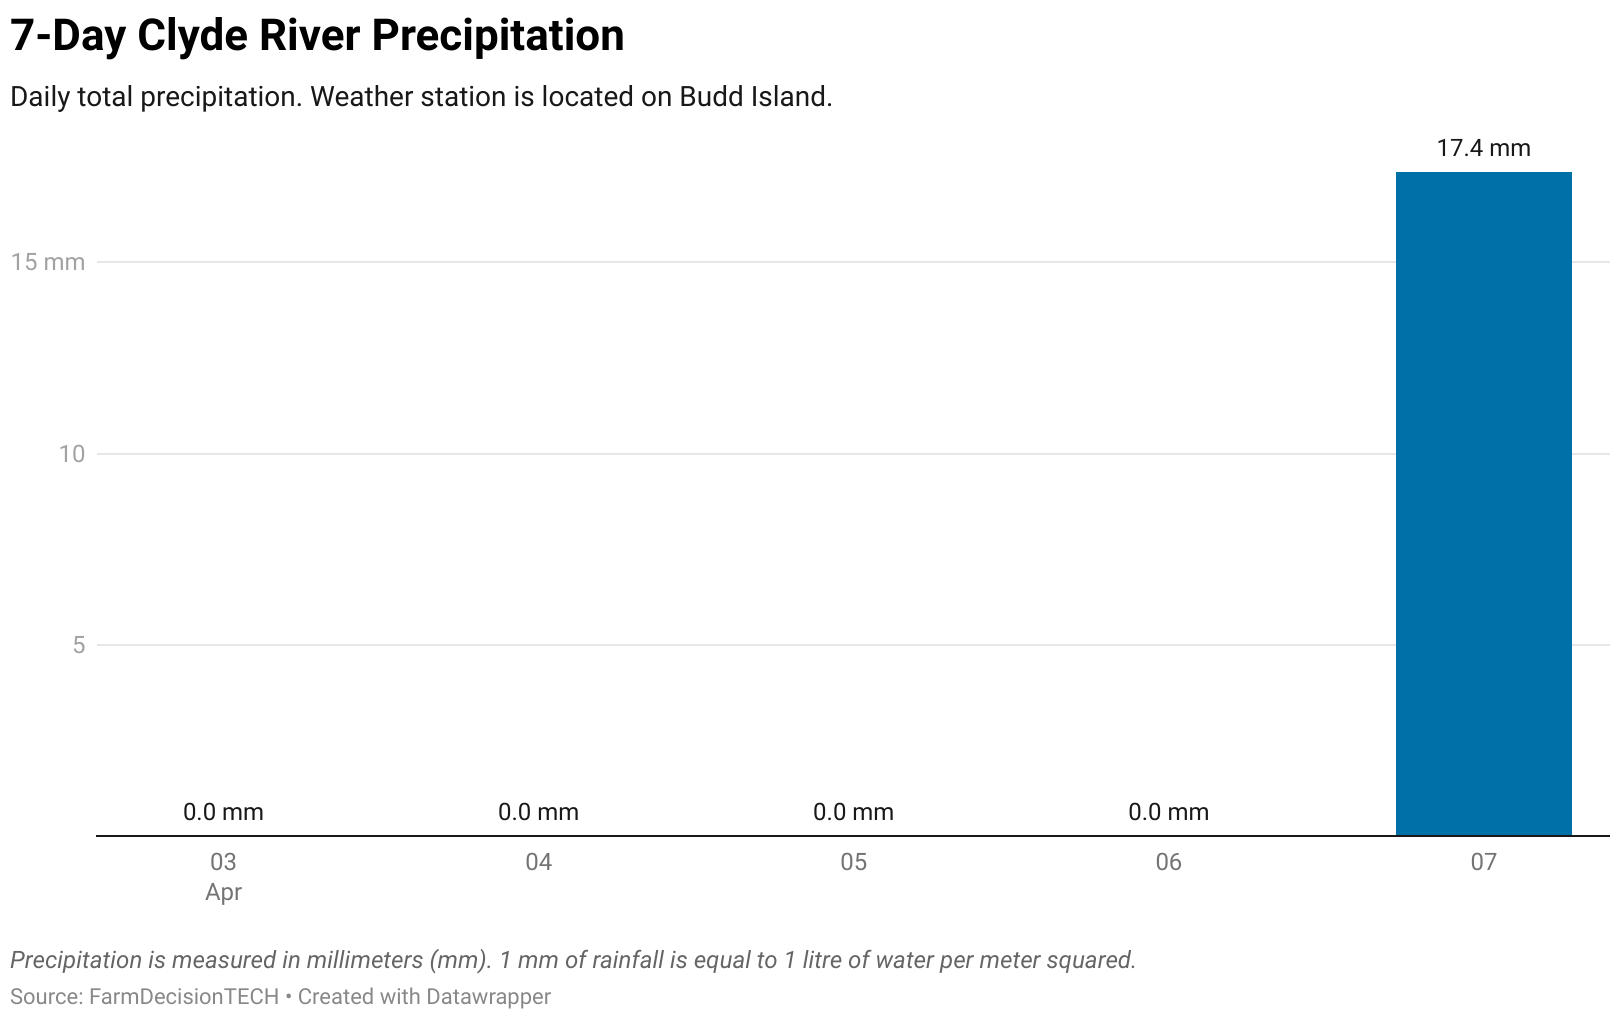 7-Day Clyde River Precipitation
Daily total precipitation. Weather station is located on Budd Island.
17.4 mm
15 mm
10
5
0.0 mm 0.0 mm 0.0 mm 0.0 mm
03 04 05 06 07
Apr
Precipitation is measured in millimeters (mm). 1 mm of rainfall is equal to 1 litre of water per meter squared.
Source: FarmDecisionTECH • Created with Datawrapper